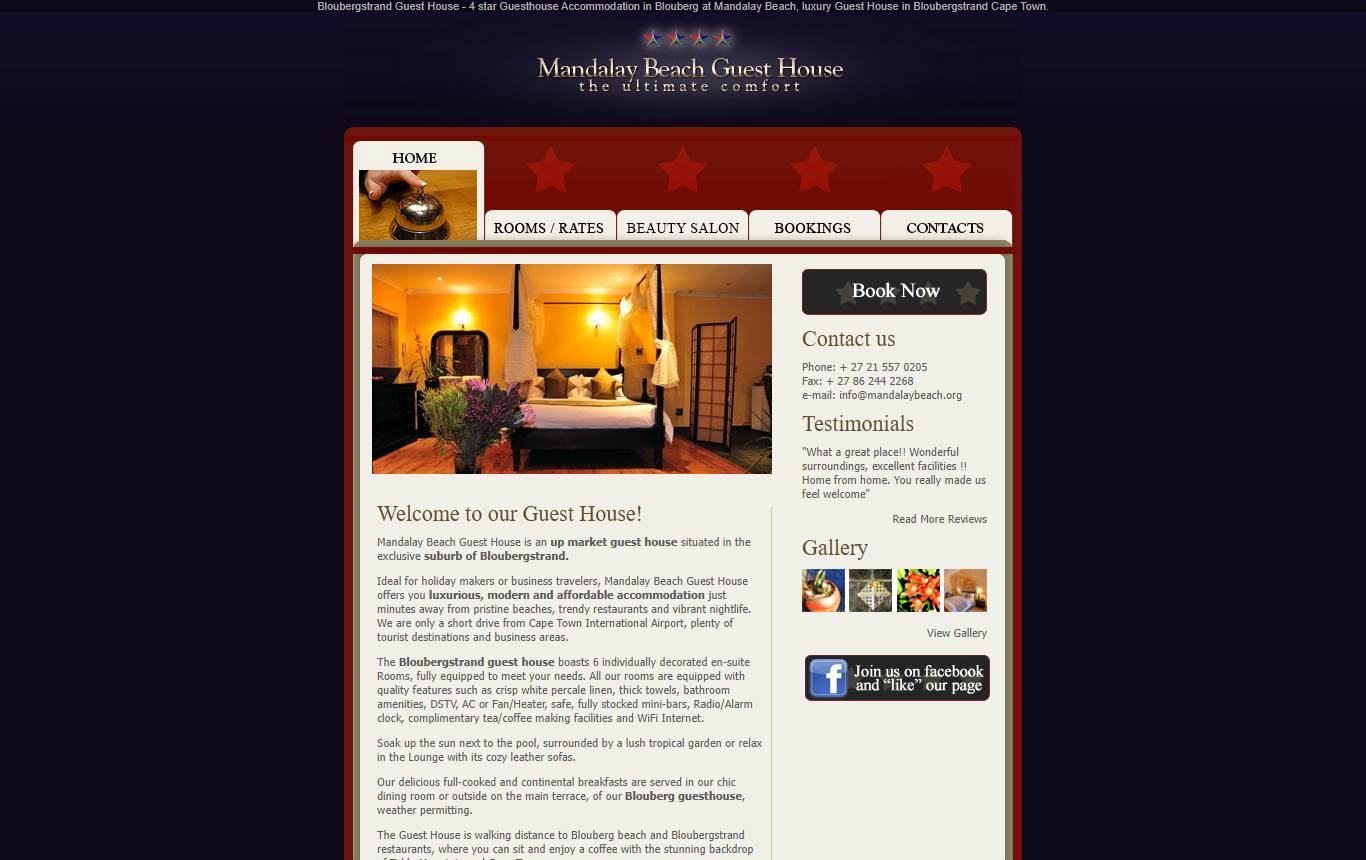 Bloubergstrand Guest House - 4 star Guesthouse Accommodation in Blouberg at Mandalay Beach, luxury Guest House in Bloubergstrand Cape Town.
Mandalay Beach Guest House
the ultimate comfort
HOME
ROOMS / RATES
BEAUTY SALON
BOOKINGS
CONTACTS
Welcome to our Guest House!
Mandalay Beach Guest House is an up market guest house situated in the
exclusive suburb of Bloubergstrand.
Ideal for holiday makers or business travelers, Mandalay Beach Guest House
offers you luxurious, modern and affordable accommodation just
minutes away from pristine beaches, trendy restaurants and vibrant nightlife.
We are only a short drive from Cape Town International Airport, plenty of
tourist destinations and business areas.
The Bloubergstrand guest house boasts 6 individually decorated en-suite
Rooms, fully equipped to meet your needs. All our rooms are equipped with
quality features such as crisp white percale linen, thick towels, bathroom
amenities, DSTV, AC or Fan/Heater, safe, fully stocked mini-bars, Radio/Alarm
clock, complimentary tea/coffee making facilities and WiFi Internet.
Soak up the sun next to the pool, surrounded by a lush tropical garden or relax
in the Lounge with its cozy leather sofas.
Our delicious full-cooked and continental breakfasts are served in our chic
dining room or outside on the main terrace, of our Blouberg guesthouse,
weather permitting.
The Guest House is walking distance to Blouberg beach and Bloubergstrand
restaurants, where you can sit and enjoy a coffee with the stunning backdrop
Book Now
Contact us
Phone: + 27 21 557 0205
Fax: + 27 86 244 2268
e-mail: info@mandalaybeach.org
Testimonials
"What a great place!! Wonderful
surroundings, excellent facilities !!
Home from home. You really made us
feel welcome"
Read More Reviews
Gallery
View Gallery
Join us on facebook
and “like” our page